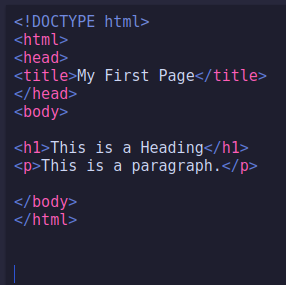 <!DOCTYPE html>
<html>
<head>
<title>My First Page</title>
</head>
<body>
<h1>This is a Heading</h1>
<p>This is a paragraph.</p>
</body>
</html>